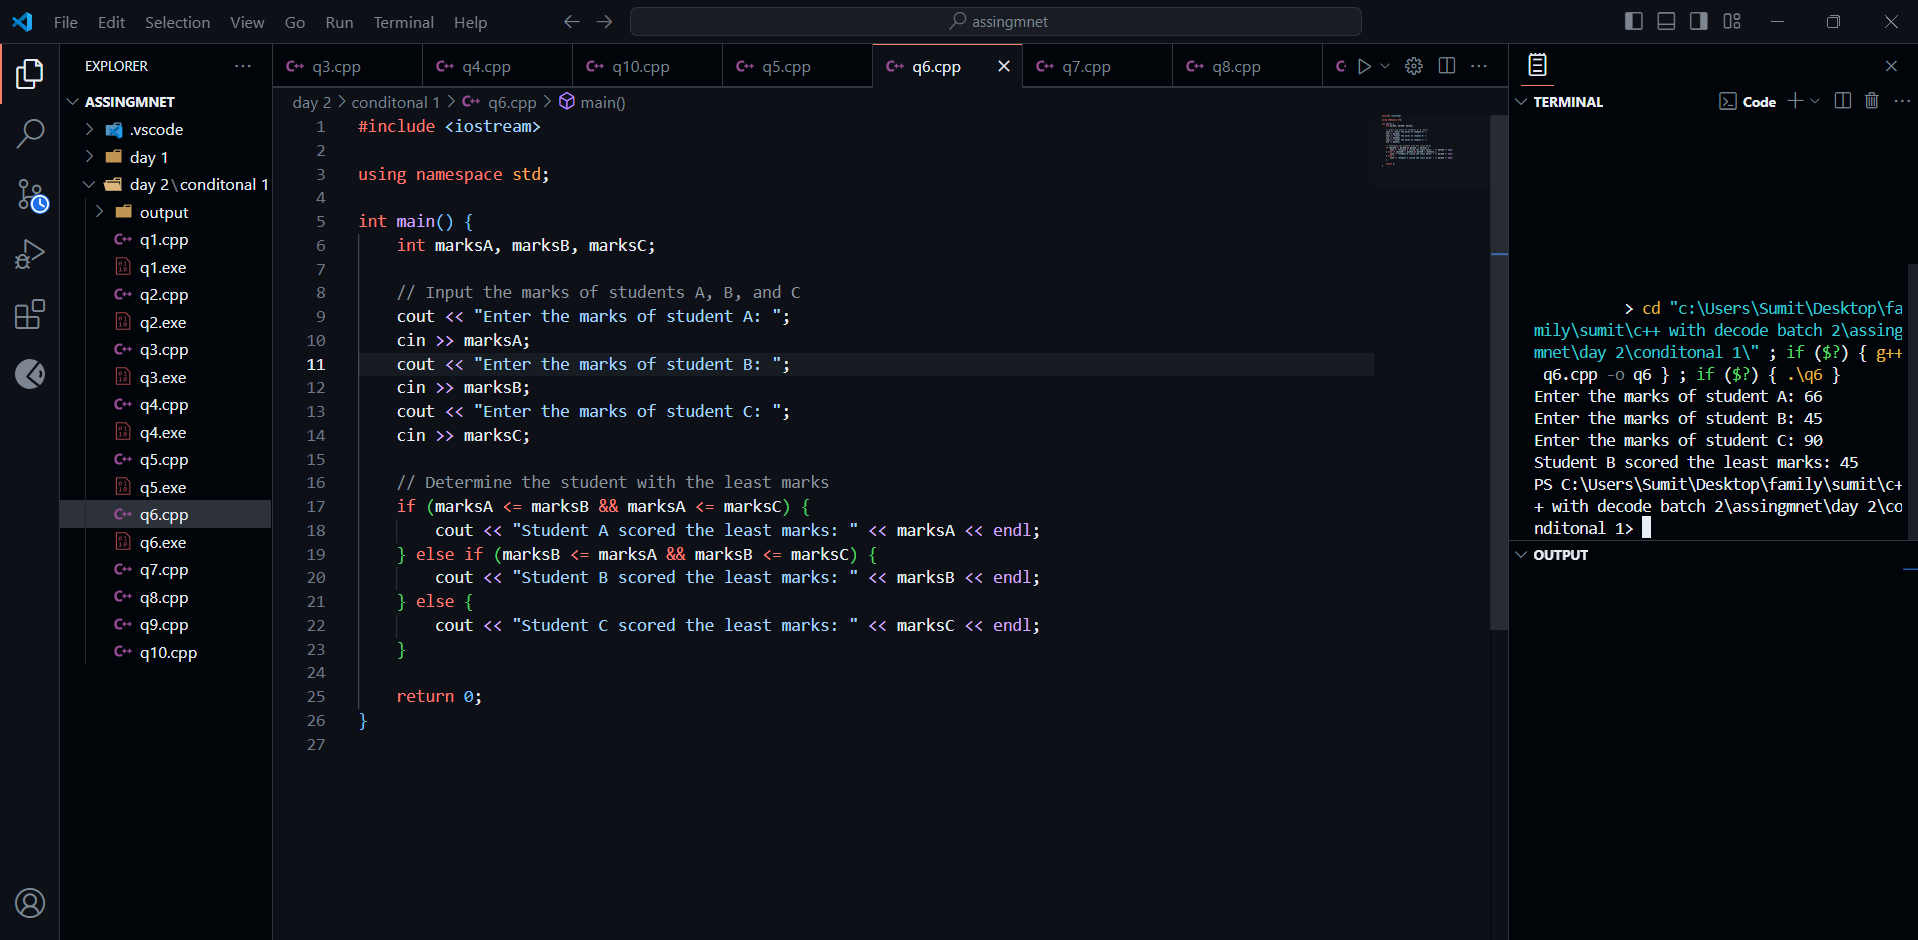 File Edit Selection View Go Run Terminal Help
assingmnet
EXPLORER
ASSINGMNET
.vscode
day 1
day 2\conditonal 1
output
q1.cpp
q1.exe
q2.cpp
q2.exe
q3.cpp
q3.exe
q4.cpp
q4.exe
q5.cpp
q5.exe
q6.cpp
q6.exe
q7.cpp
q8.cpp
q9.cpp
q10.cpp
q3.cpp q4.cpp q10.cpp q5.cpp q6.cpp q7.cpp q8.cpp
day 2 > conditonal 1 > q6.cpp > main()
1 #include <iostream>
2
3 using namespace std;
4
5 int main() {
6 int marksA, marksB, marksC;
7
8 // Input the marks of students A, B, and C
9 cout << "Enter the marks of student A: ";
10 cin >> marksA;
11 cout << "Enter the marks of student B: ";
12 cin >> marksB;
13 cout << "Enter the marks of student C: ";
14 cin >> marksC;
15
16 // Determine the student with the least marks
17 if (marksA <= marksB && marksA <= marksC) {
18 cout << "Student A scored the least marks: " << marksA << endl;
19 } else if (marksB <= marksA && marksB <= marksC) {
20 cout << "Student B scored the least marks: " << marksB << endl;
21 } else {
22 cout << "Student C scored the least marks: " << marksC << endl;
23 }
24
25 return 0;
26 }
27
TERMINAL
Code
> cd "c:\Users\Sumit\Desktop\fa
mily\sumit\c++ with decode batch 2\assing
mnet\day 2\conditonal 1\" ; if ($?) { g++
q6.cpp -o q6 } ; if ($?) { .\q6 }
Enter the marks of student A: 66
Enter the marks of student B: 45
Enter the marks of student C: 90
Student B scored the least marks: 45
PS C:\Users\Sumit\Desktop\family\sumit\c+
+ with decode batch 2\assingmnet\day 2\co
nditonal 1>
OUTPUT